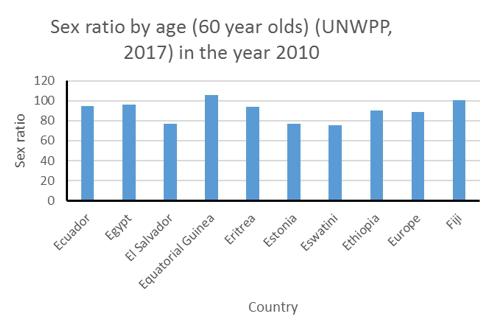 Sex ratio by age (60 year olds) (UNWPP,
2017) in the year 2010
120
100
80
60
40
20
0
Sex ratio
Ecuador
Egypt
El Salvador
Equatorial Guinea
Eritrea
Estonia
Eswatini
Ethiopia
Europe
Fiji
Country